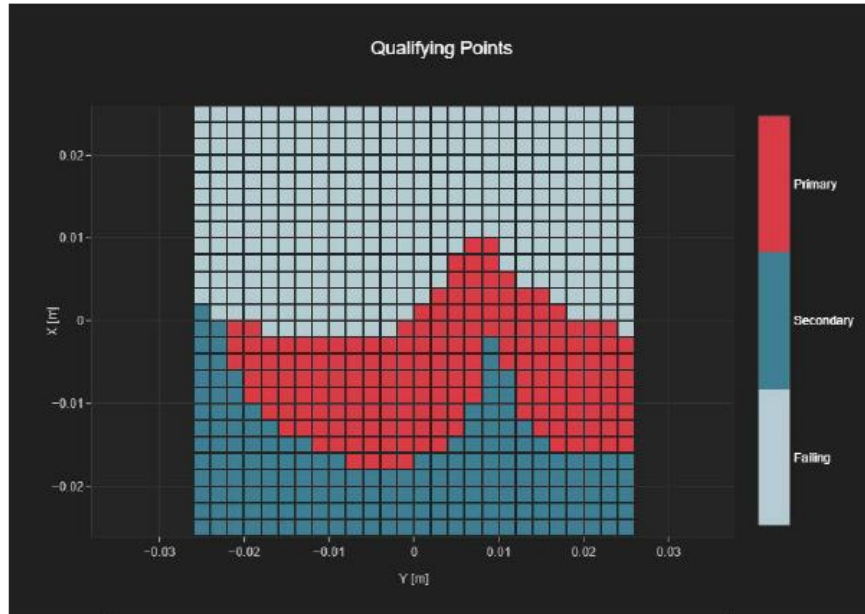 Qualifying Points
0.02
0.01
0
−0.01
−0.02
X [m]
−0.03
−0.02
−0.01
0
0.01
0.02
0.03
Y [m]
Primary
Secondary
Failing